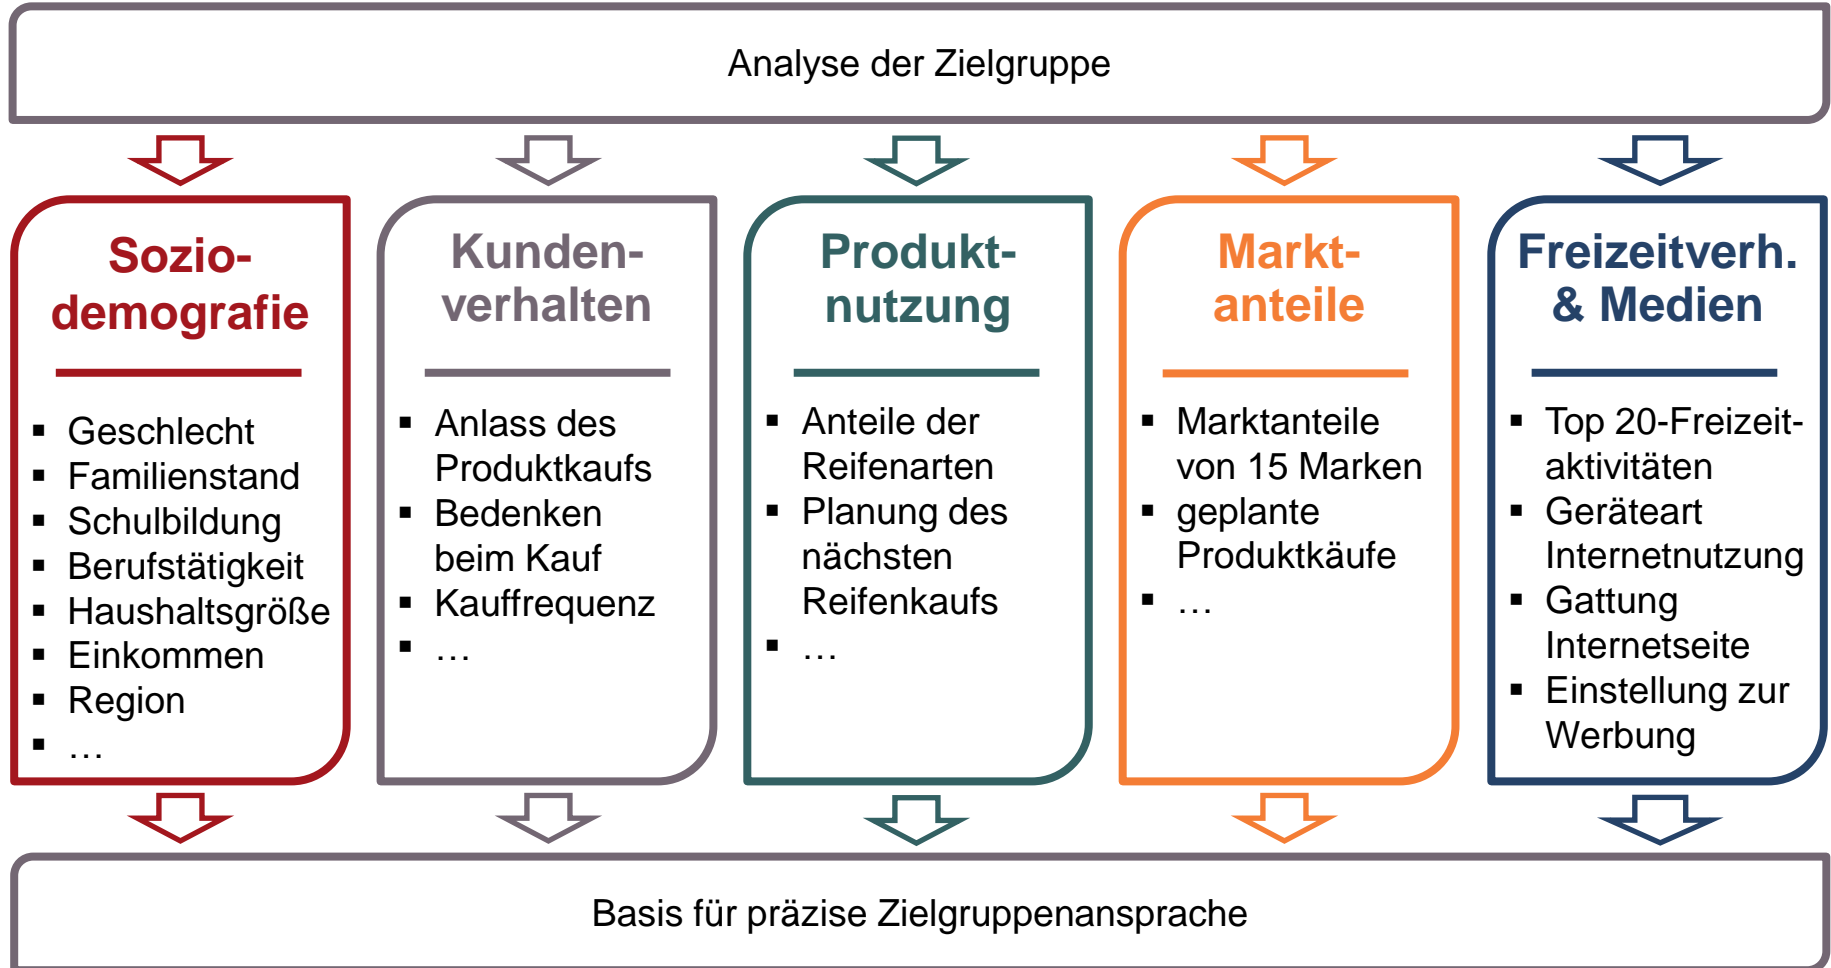 Analyse der Zielgruppe
Sozio-
demografie
▪ Geschlecht
▪ Familienstand
▪ Schulbildung
▪ Berufstätigkeit
▪ Haushaltsgröße
▪ Einkommen
▪ Region
▪ …
Kunden-
verhalten
▪ Anlass des
Produktkaufs
▪ Bedenken
beim Kauf
▪ Kauffrequenz
▪ …
Produkt-
nutzung
▪ Anteile der
Reifenarten
▪ Planung des
nächsten
Reifenkaufs
▪ …
Markt-
anteile
▪ Marktanteile
von 15 Marken
▪ geplante
Produktkäufe
▪ …
Freizeitverh.
& Medien
▪ Top 20-Freizeit-
aktivitäten
▪ Geräteart
Internetnutzung
▪ Gattung
Internetseite
▪ Einstellung zur
Werbung
Basis für präzise Zielgruppenansprache